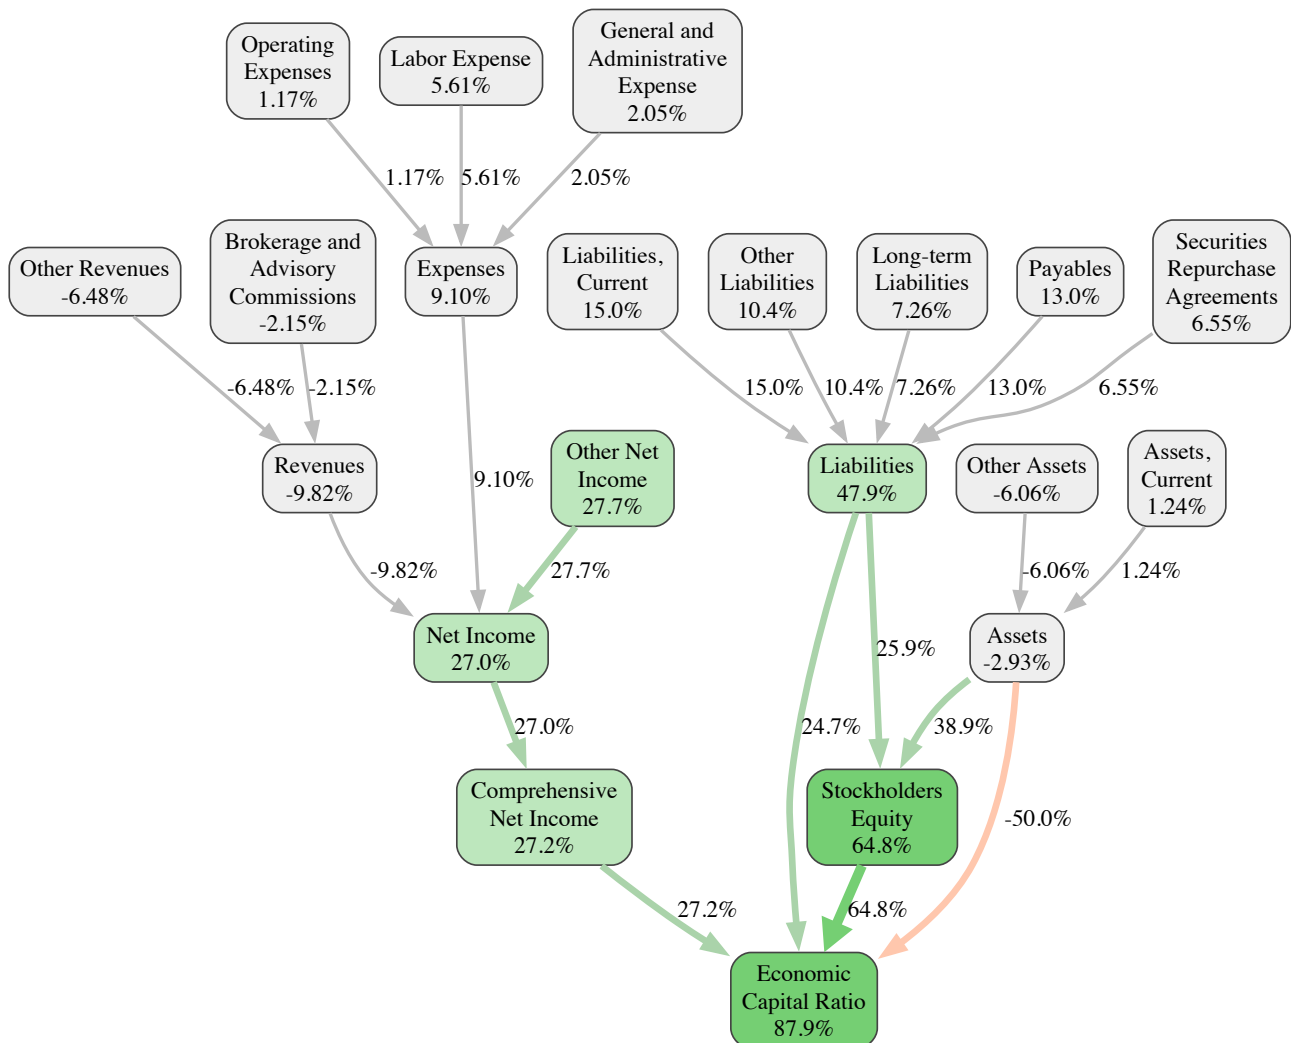 Operating
Expenses
1.17%
Labor Expense
5.61%
General and
Administrative
Expense
2.05%
1.17%
5.61%
2.05%
Other Revenues
-6.48%
Brokerage and
Advisory
Commissions
-2.15%
Expenses
9.10%
Liabilities,
Current
15.0%
Other
Liabilities
10.4%
Long-term
Liabilities
7.26%
Payables
13.0%
Securities
Repurchase
Agreements
6.55%
-6.48%
-2.15%
15.0%
10.4%
7.26%
13.0%
6.55%
Revenues
-9.82%
9.10%
Other Net
Income
27.7%
Liabilities
47.9%
Other Assets
-6.06%
Assets,
Current
1.24%
-9.82%
27.7%
-6.06%
1.24%
Net Income
27.0%
25.9%
Assets
-2.93%
27.0%
24.7%
38.9%
Comprehensive
Net Income
27.2%
Stockholders
Equity
64.8%
-50.0%
27.2%
64.8%
Economic
Capital Ratio
87.9%